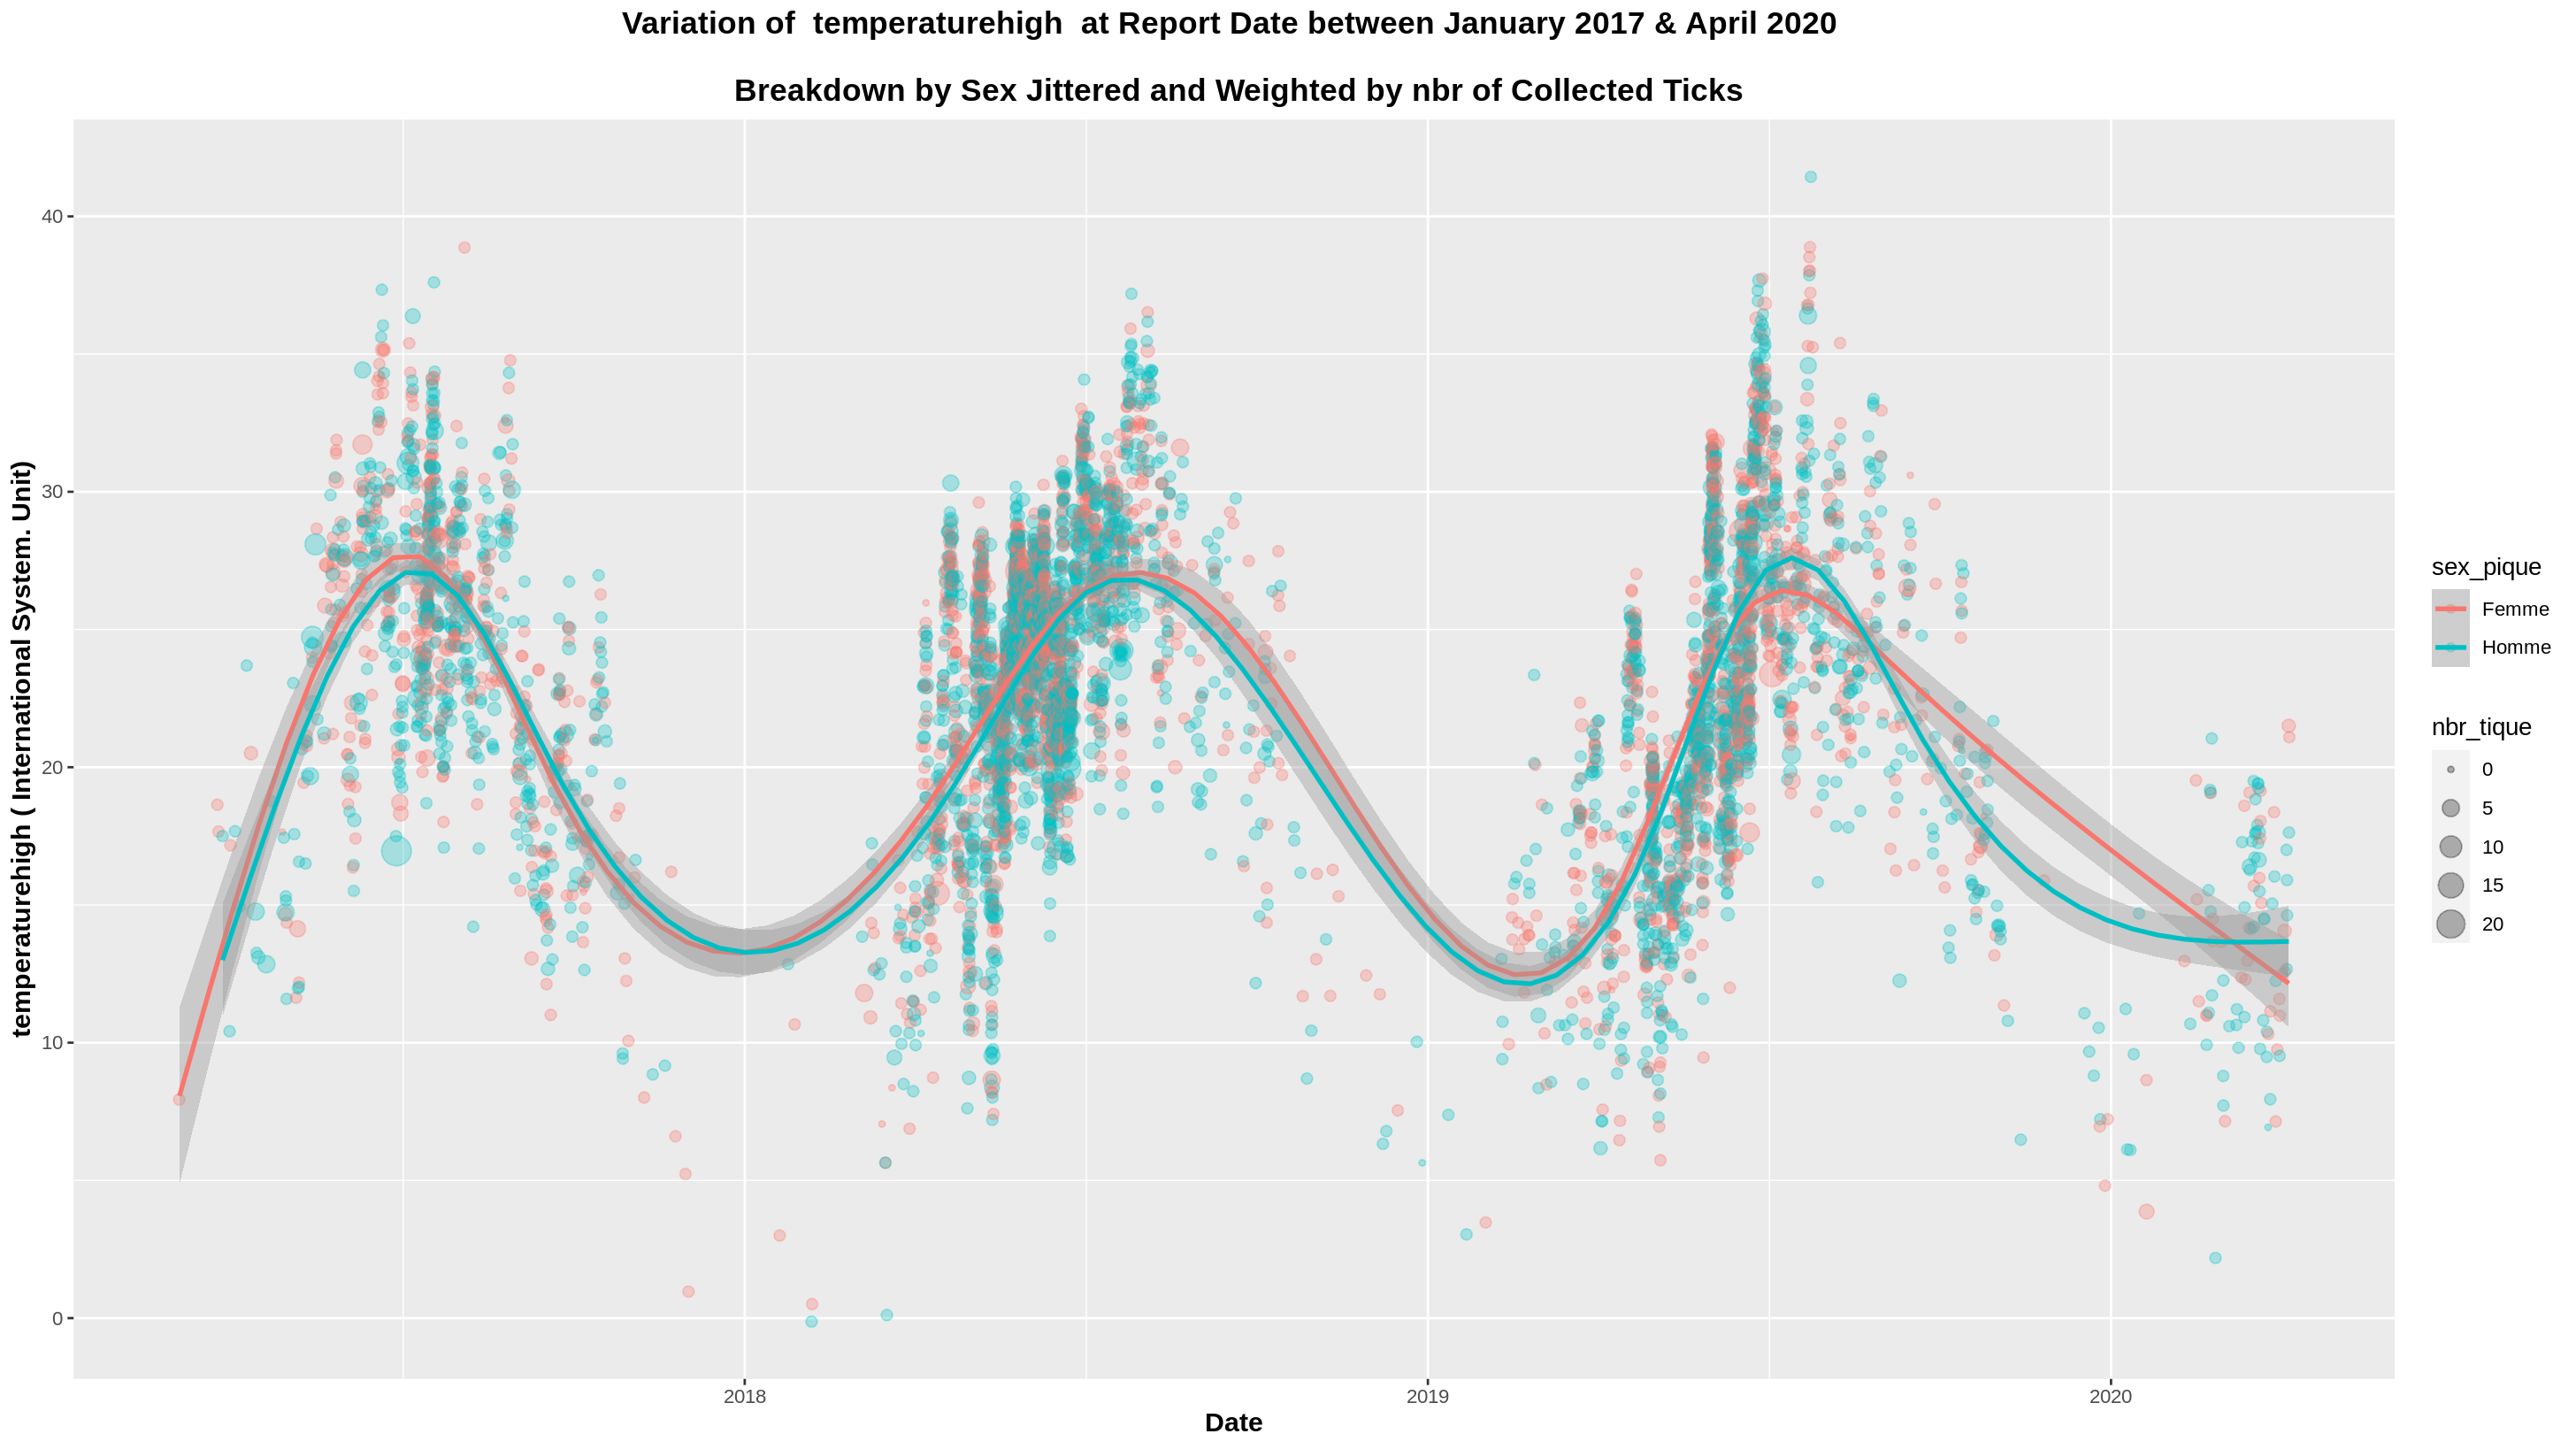 Variation of  temperaturehigh  at Report Date between January 2017 & April 2020
Breakdown by Sex Jittered and Weighted by nbr of Collected Ticks
temperaturehigh ( International System. Unit)
40
30
20
10
0
2018
2019
2020
Date
sex_pique
Femme
Homme
nbr_tique
0
5
10
15
20